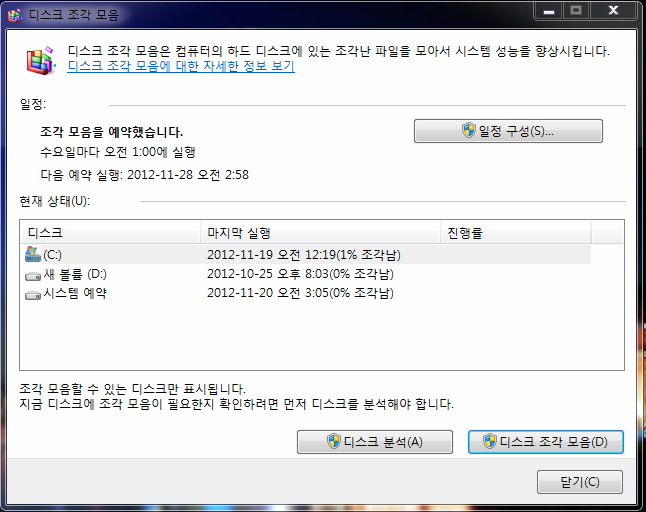 디스크 조각 모음
디스크 조각 모음은 컴퓨터의 하드 디스크에 있는 조각난 파일을 모아서 시스템 성능을 향상시킵니다.
디스크 조각 모음에 대한 자세한 정보 보기
일정:
조각 모음을 예약했습니다.
일정 구성(S)...
수요일마다 오전 1:00에 실행
다음 예약 실행: 2012-11-28 오전 2:58
현재 상태(U):
디스크 마지막 실행 진행률
(C:) 2012-11-19 오전 12:19(1% 조각남)
새 볼륨 (D:) 2012-10-25 오후 8:03(0% 조각남)
시스템 예약 2012-11-20 오전 3:05(0% 조각남)
조각 모음할 수 있는 디스크만 표시됩니다.
지금 디스크에 조각 모음이 필요한지 확인하려면 먼저 디스크를 분석해야 합니다.
디스크 분석(A) 디스크 조각 모음(D)
닫기(C)